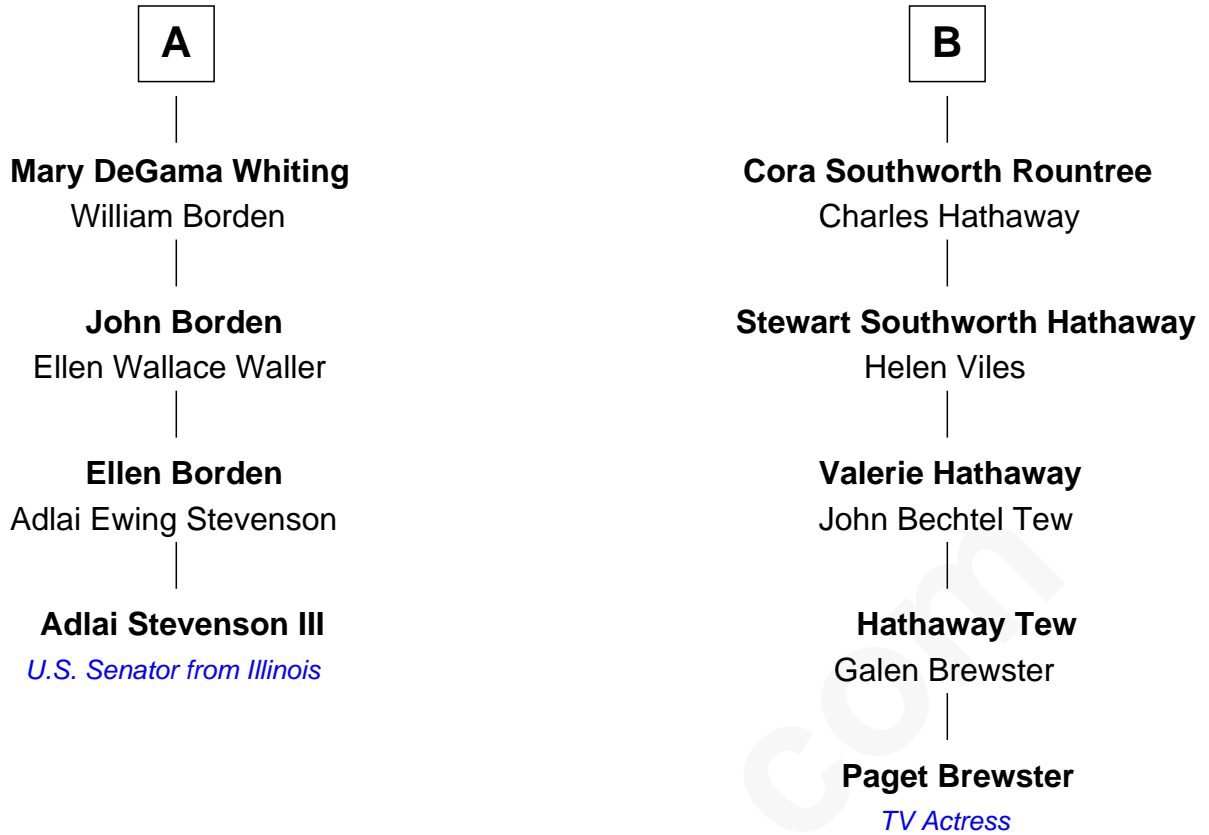 A
Mary DeGama Whiting
William Borden
John Borden
Ellen Wallace Waller
Ellen Borden
Adlai Ewing Stevenson
Adlai Stevenson III
U.S. Senator from Illinois
B
Cora Southworth Rountree
Charles Hathaway
Stewart Southworth Hathaway
Helen Viles
Valerie Hathaway
John Bechtel Tew
Hathaway Tew
Galen Brewster
Paget Brewster
TV Actress
com